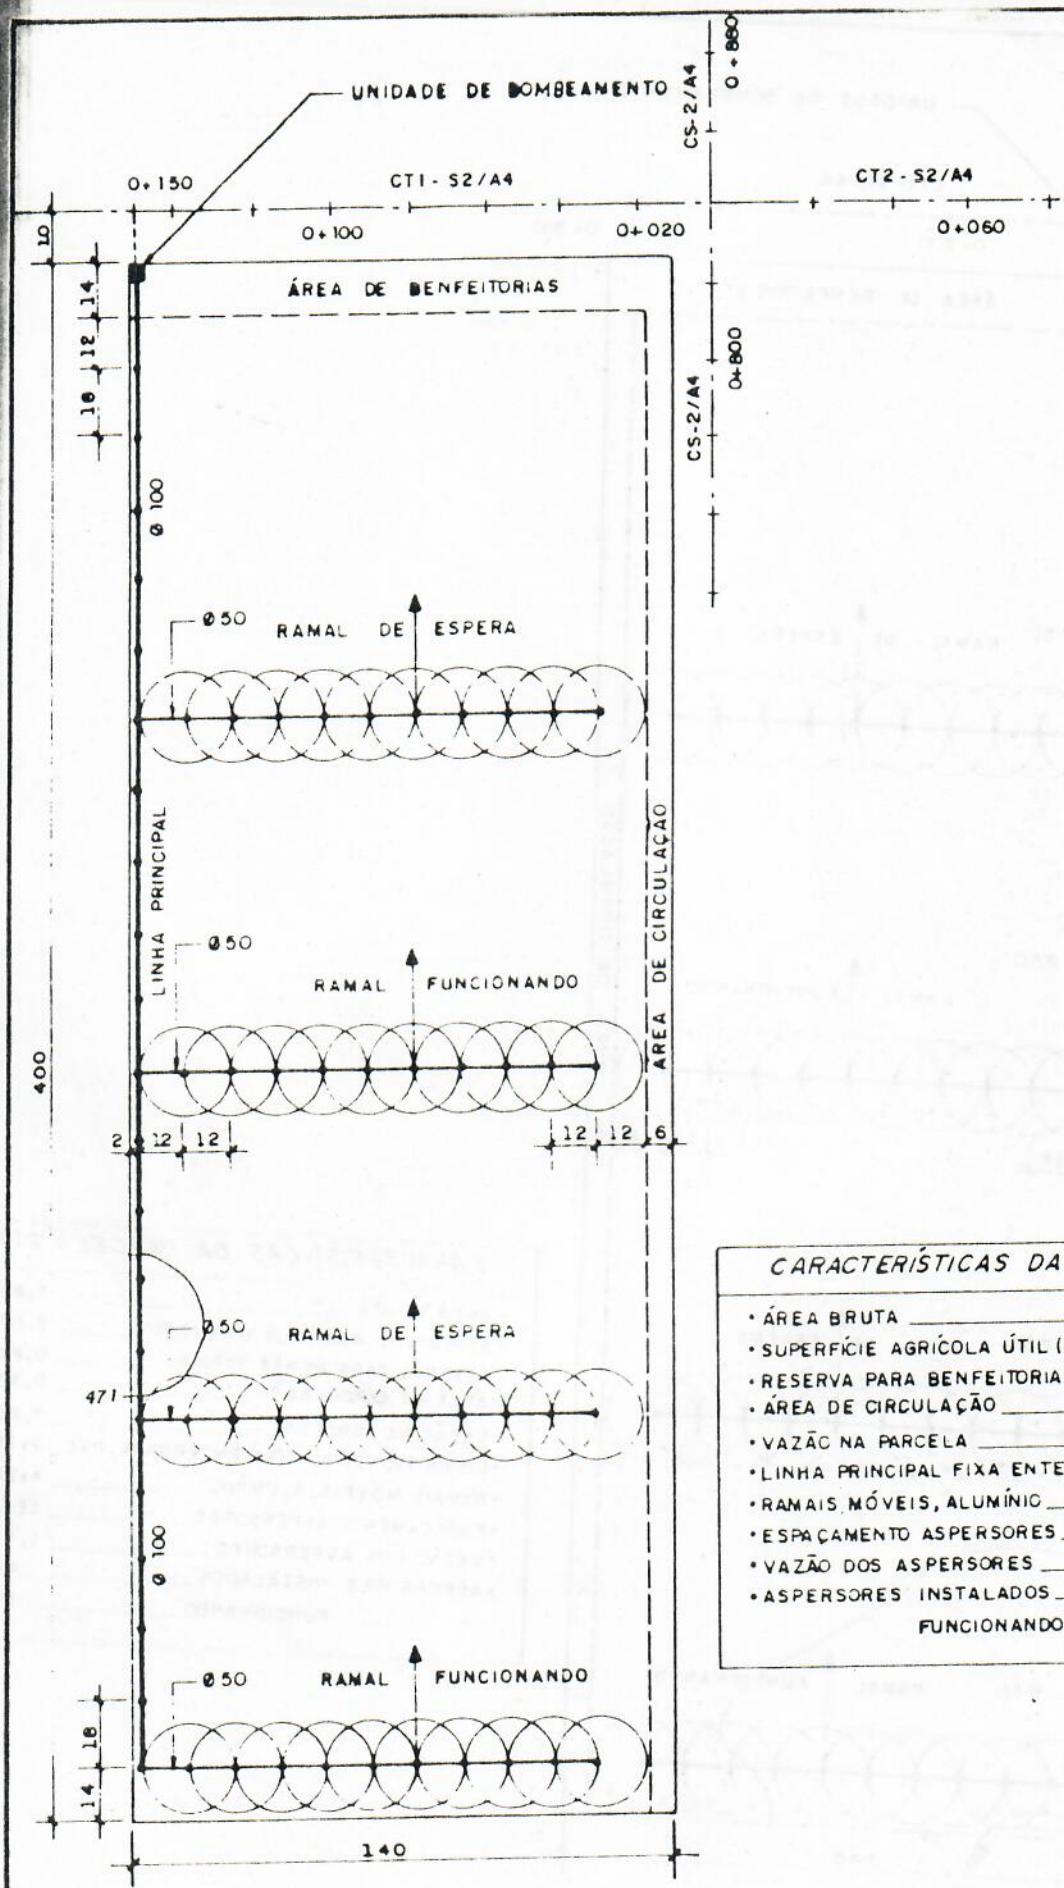 UNIDADE DE BOMBEAMENTO
0+880
CS-2/A4
0+150
CT1-S2/A4
CT2-S2/A4
0+100
0+020
0+060
10
ÁREA DE BENFEITORIAS
14
12
18
0+800
CS-2/A4
Ø 100
Ø50
RAMAL DE ESPERA
LINHA PRINCIPAL
ÁREA DE CIRCULAÇÃO
Ø50
RAMAL FUNCIONANDO
400
2 12 12
12 12 6
Ø50
RAMAL DE ESPERA
471
Ø 100
Ø50
RAMAL FUNCIONANDO
18
14
140
CARACTERÍSTICAS DA
• ÁREA BRUTA
• SUPERFÍCIE AGRÍCOLA ÚTIL (
• RESERVA PARA BENFEITORIA
• ÁREA DE CIRCULAÇÃO
• VAZÃO NA PARCELA
• LINHA PRINCIPAL FIXA ENTE
• RAMAIS MÓVEIS, ALUMÍNIO
• ESPAÇAMENTO ASPERSORES
• VAZÃO DOS ASPERSORES
• ASPERSORES INSTALADOS
FUNCIONANDO